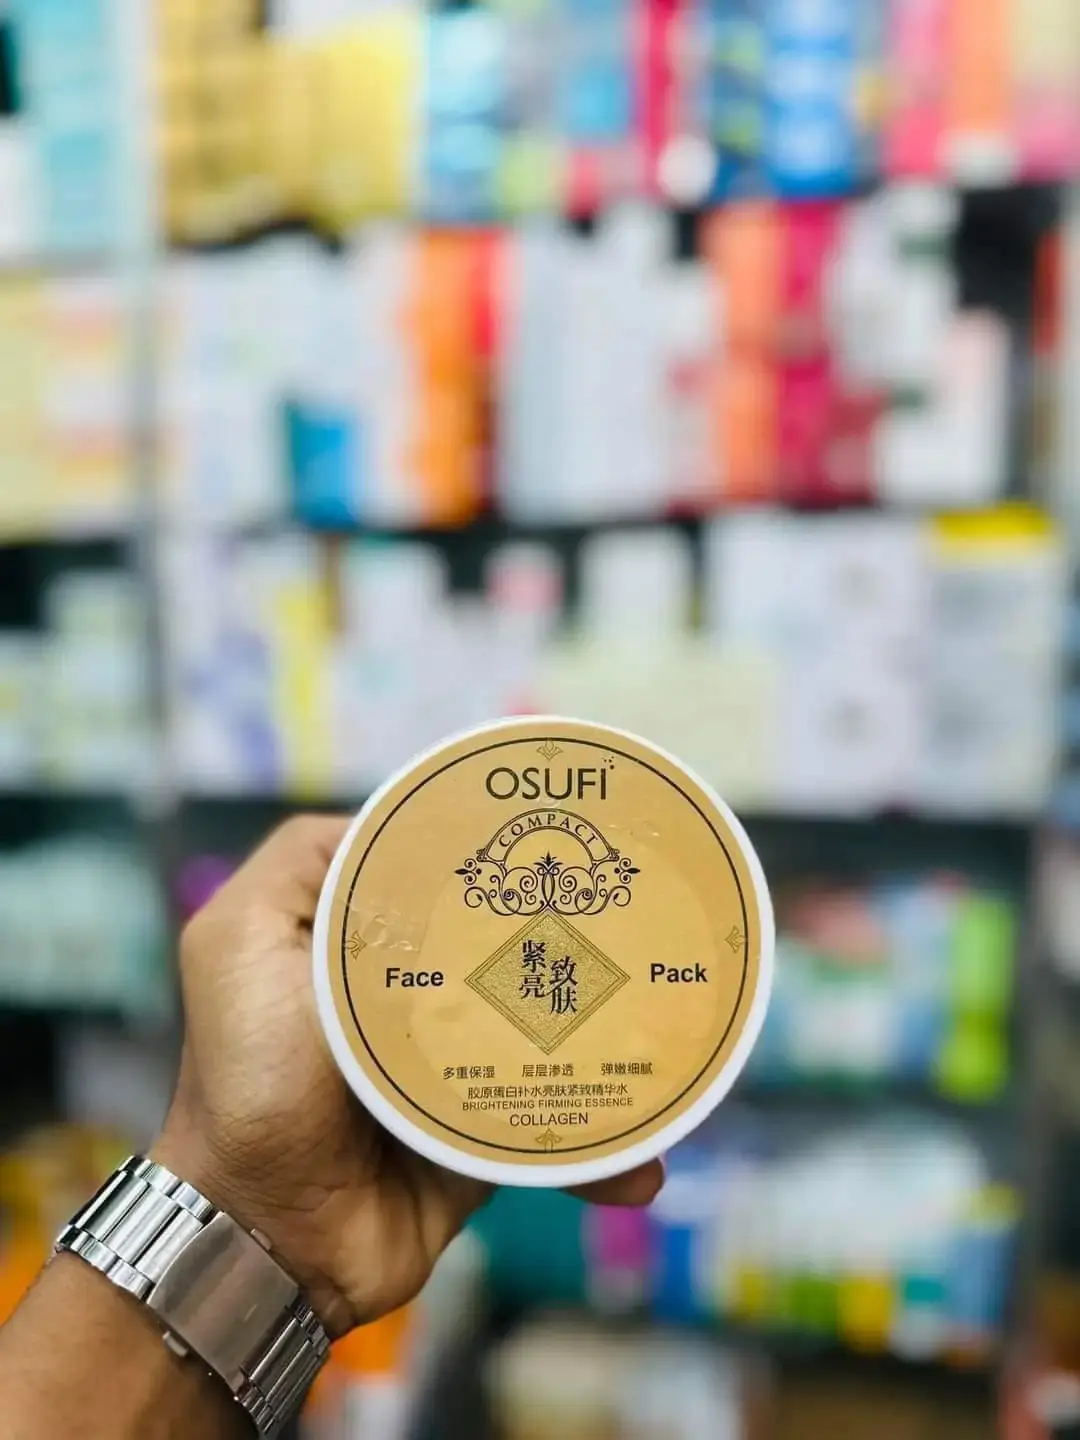 OSUFI
COMPACT
紧致
亮肤
Face
Pack
多重保湿 层层渗透 弹嫩细腻
胶原蛋白补水亮肤紧致精华水
BRIGHTENING FIRMING ESSENCE
COLLAGEN